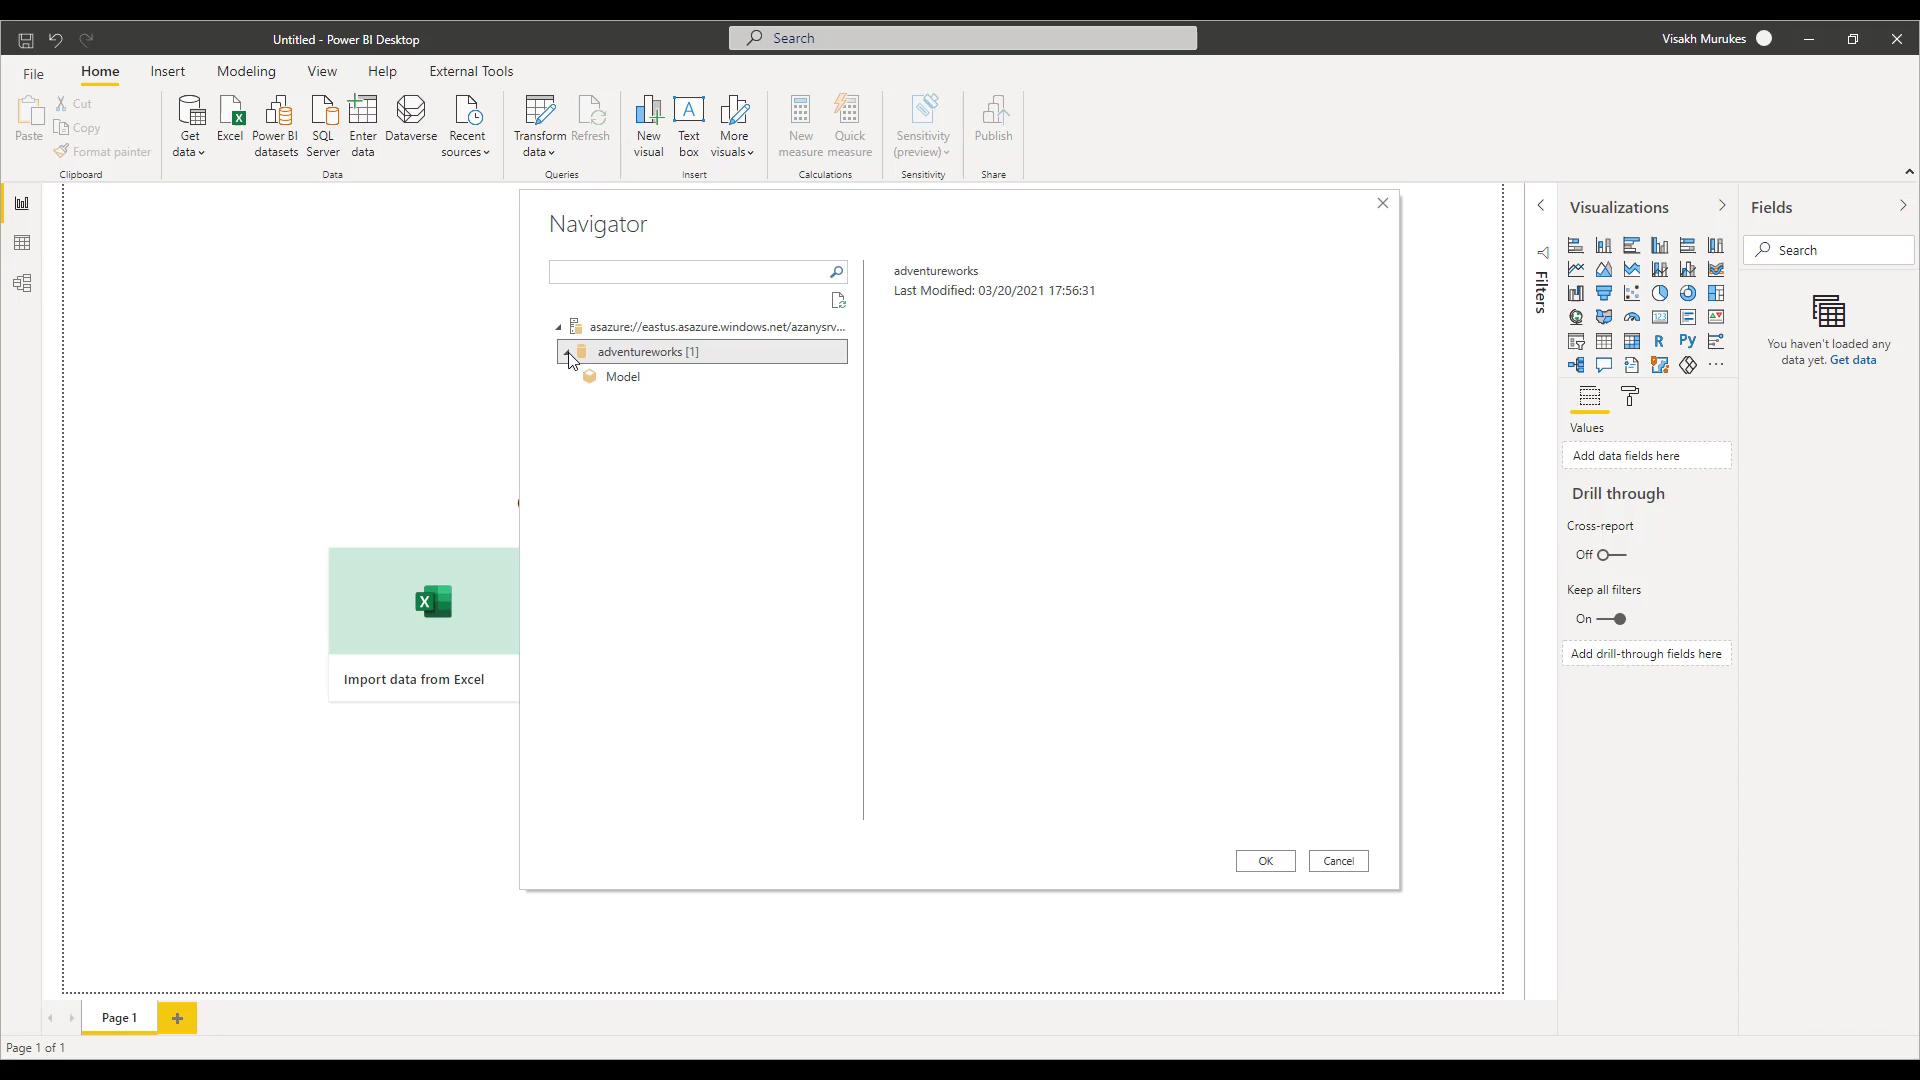 Untitled - Power BI Desktop
Search
Visakh Murukes
File
Home
Insert
Modeling
View
Help
External Tools
Paste
Cut
Copy
Format painter
Clipboard
Get data
Excel
Power BI datasets
SQL Server
Enter data
Dataverse
Recent sources
Data
Transform data
Refresh
Queries
New visual
Text box
More visuals
Insert
New measure
Quick measure
Calculations
Sensitivity (preview)
Sensitivity
Publish
Share
Navigator
asazure://eastus.asazure.windows.net/azanysrv...
adventureworks [1]
Model
adventureworks
Last Modified: 03/20/2021 17:56:31
OK
Cancel
Import data from Excel
Filters
Visualizations
Values
Add data fields here
Drill through
Cross-report
Off
Keep all filters
On
Add drill-through fields here
Fields
Search
You haven't loaded any
data yet. Get data
Page 1
Page 1 of 1